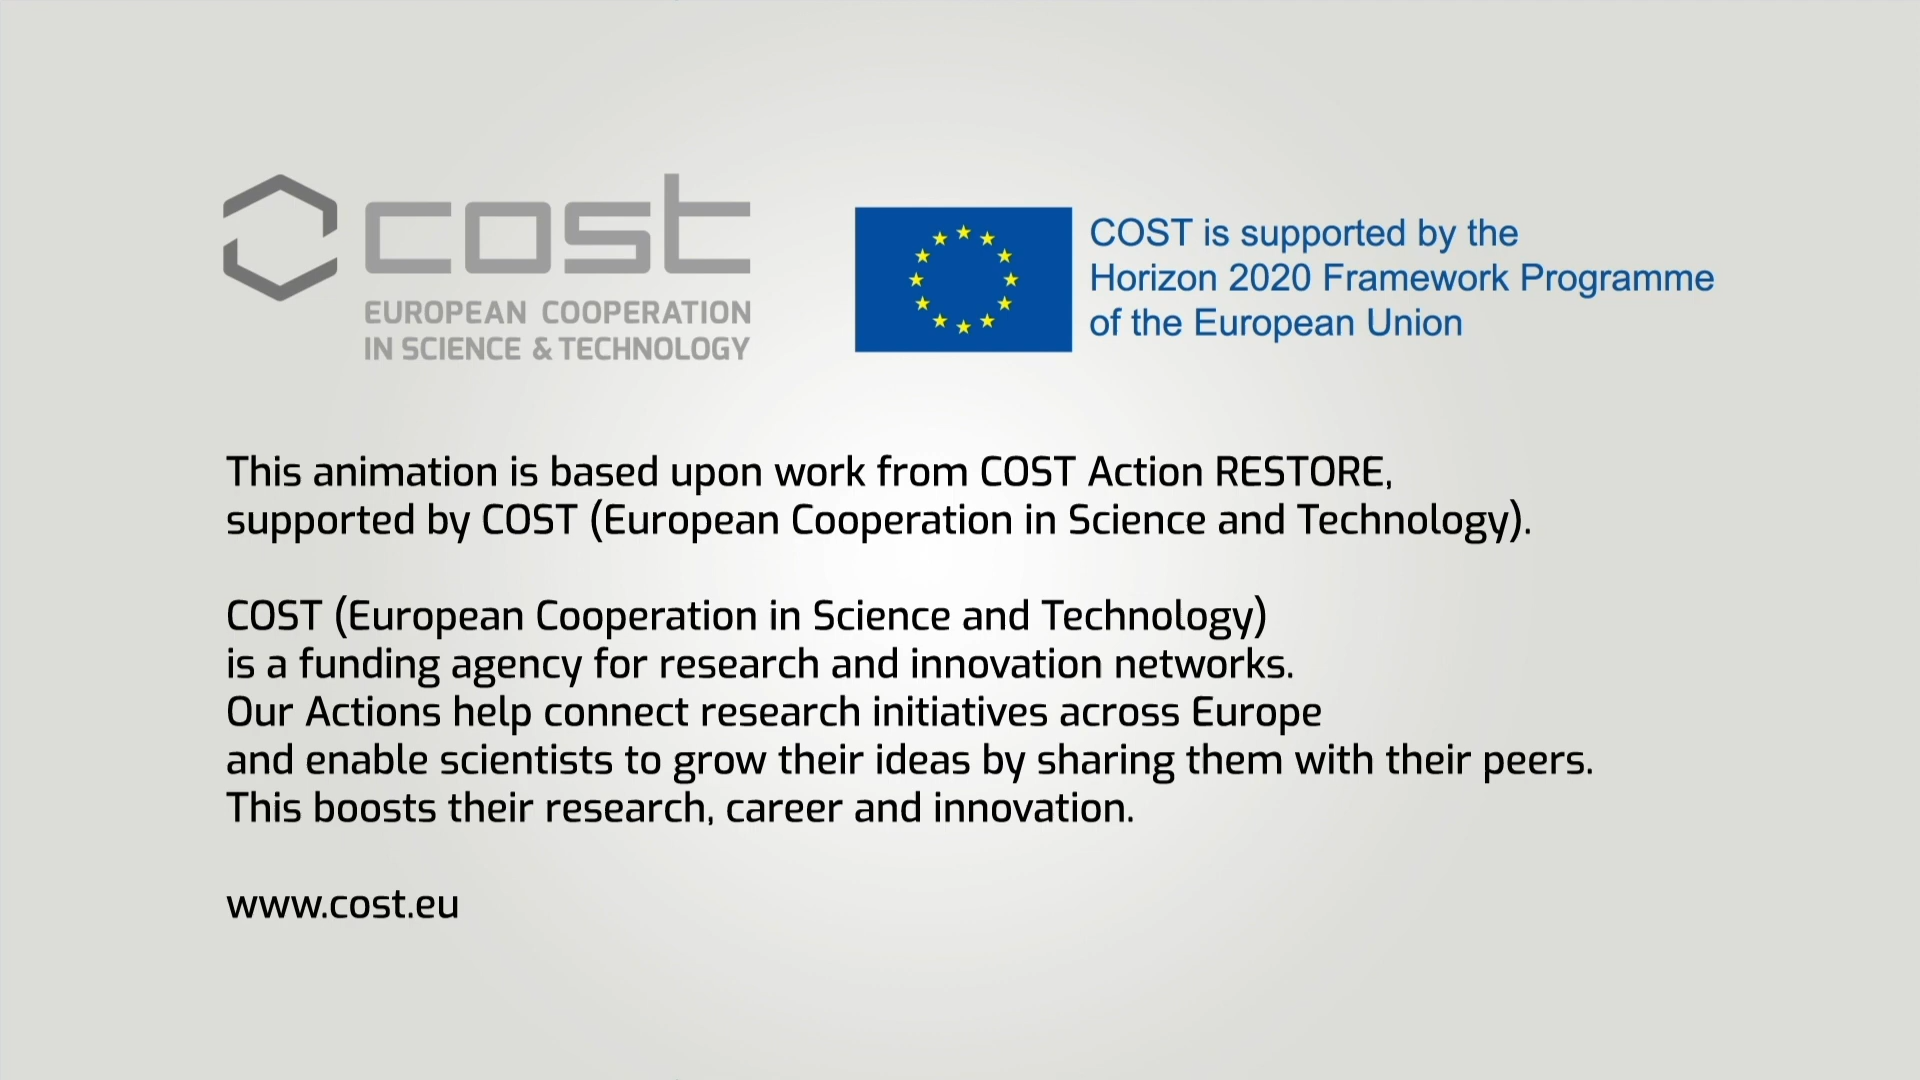 cost
EUROPEAN COOPERATION
IN SCIENCE & TECHNOLOGY
COST is supported by the
Horizon 2020 Framework Programme
of the European Union
This animation is based upon work from COST Action RESTORE,
supported by COST (European Cooperation in Science and Technology).
COST (European Cooperation in Science and Technology)
is a funding agency for research and innovation networks.
Our Actions help connect research initiatives across Europe
and enable scientists to grow their ideas by sharing them with their peers.
This boosts their research, career and innovation.
www.cost.eu